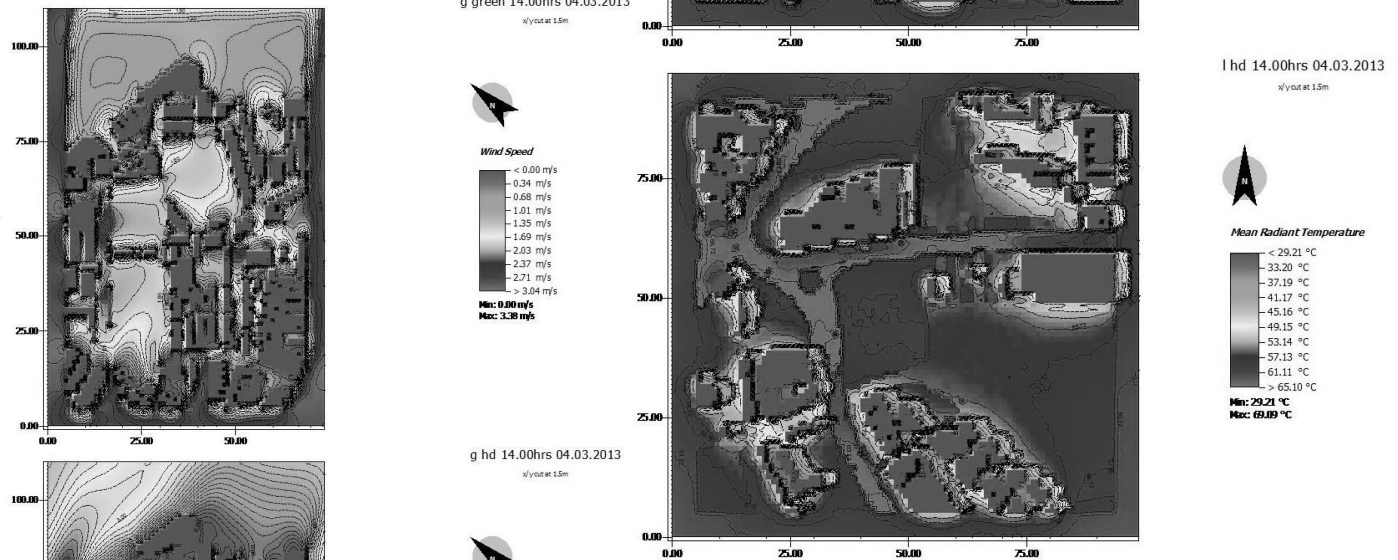 g green 14.00hrs 04.03.2013
x/y cut at 1.5m
100.00
75.00
50.00
25.00
0.00
0.00 25.00 50.00
N
Wind Speed
< 0.00 m/s
0.34 m/s
0.68 m/s
1.01 m/s
1.35 m/s
1.69 m/s
2.03 m/s
2.37 m/s
2.71 m/s
> 3.04 m/s
Min: 0.00 m/s
Max: 3.38 m/s
g hd 14.00hrs 04.03.2013
x/y cut at 1.5m
100.00
0.00
0.00 25.00 50.00 75.00
l hd 14.00hrs 04.03.2013
x/y cut at 1.5m
75.00
50.00
25.00
0.00
0.00 25.00 50.00 75.00
N
Mean Radiant Temperature
< 29.21 °C
33.20 °C
37.19 °C
41.17 °C
45.16 °C
49.15 °C
53.14 °C
57.13 °C
61.11 °C
> 65.10 °C
Min: 29.21 °C
Max: 69.09 °C